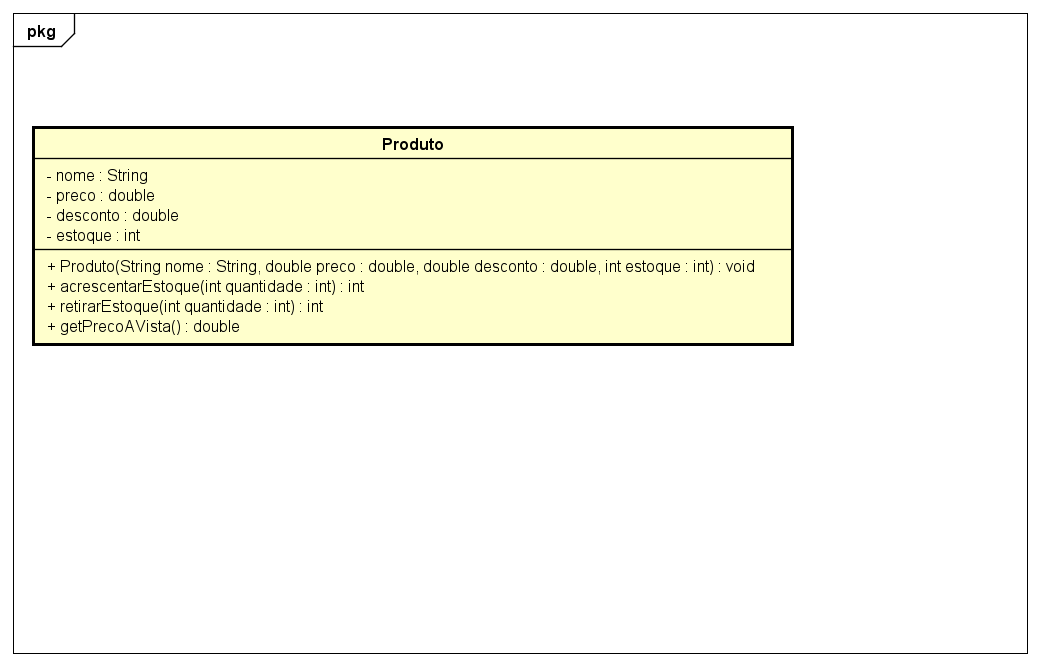 pkg
Produto
- nome : String
- preco : double
- desconto : double
- estoque : int
+ Produto(String nome : String, double preco : double, double desconto : double, int estoque : int) : void
+ acrescentarEstoque(int quantidade : int) : int
+ retirarEstoque(int quantidade : int) : int
+ getPrecoAVista() : double